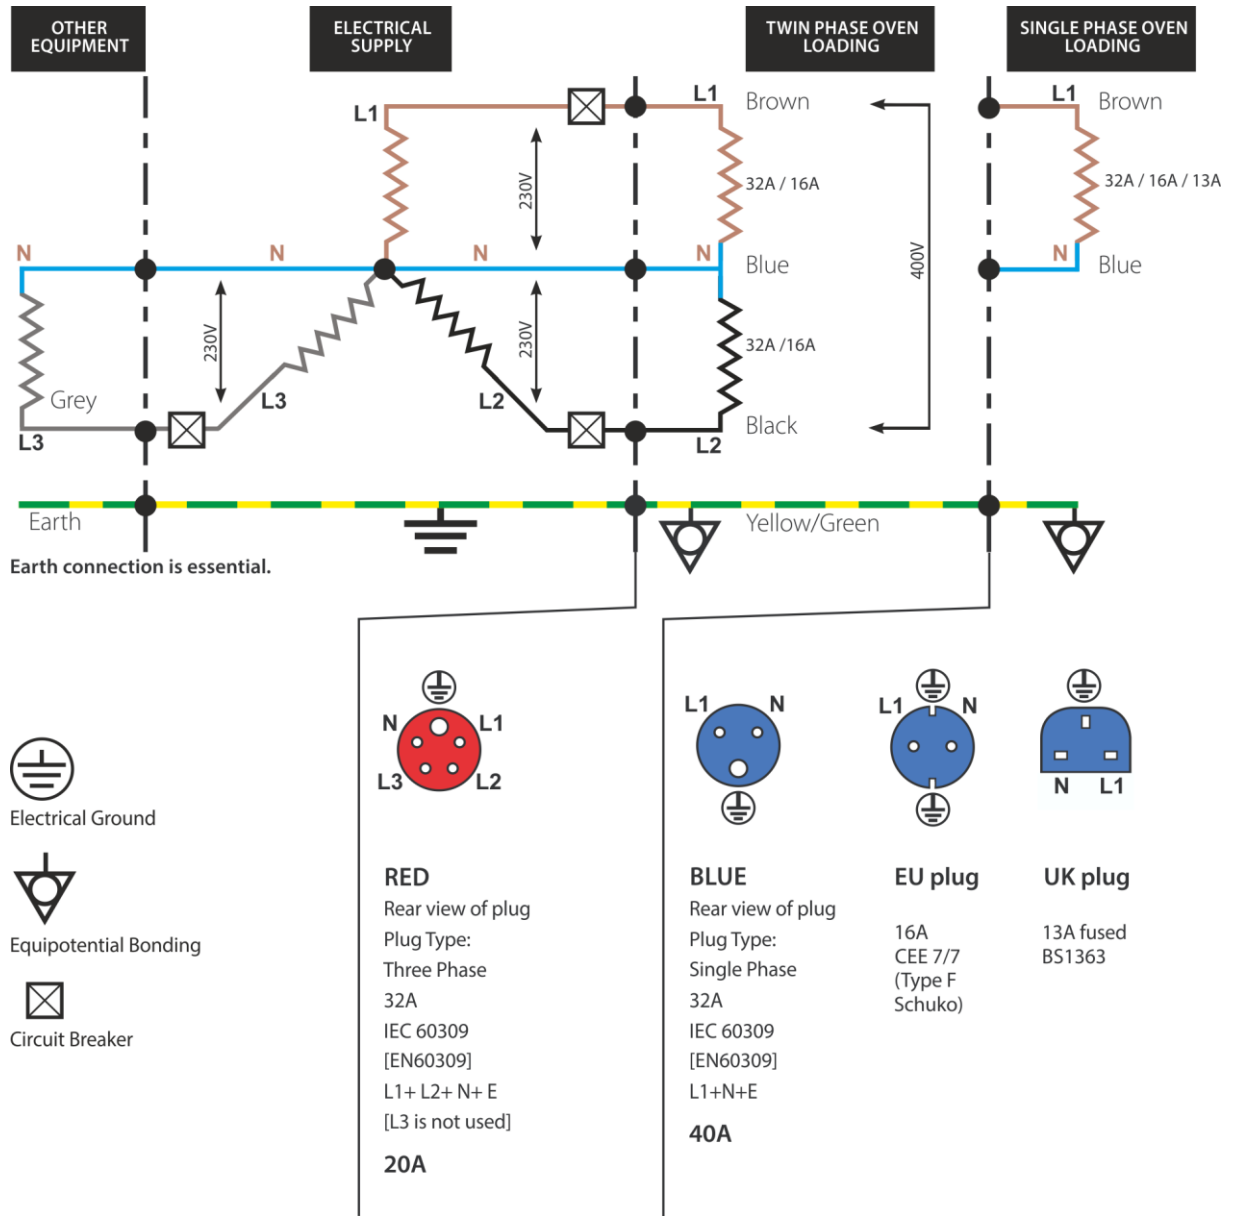 OTHER
EQUIPMENT
ELECTRICAL
SUPPLY
TWIN PHASE OVEN
LOADING
SINGLE PHASE OVEN
LOADING
L1
L1
Brown
L1
Brown
230V
32A / 16A
32A / 16A / 13A
N
N
N
N
Blue
400V
N
Blue
230V
230V
32A /16A
Grey
L3
L2
Black
L3
L2
Earth
Yellow/Green
Earth connection is essential.
N
L1
L3
L2
L1
N
L1
N
N
L1
Electrical Ground
Equipotential Bonding
Circuit Breaker
RED
Rear view of plug
Plug Type:
Three Phase
32A
IEC 60309
[EN60309]
L1+ L2+ N+ E
[L3 is not used]
20A
BLUE
Rear view of plug
Plug Type:
Single Phase
32A
IEC 60309
[EN60309]
L1+N+E
40A
EU plug
16A
CEE 7/7
(Type F
Schuko)
UK plug
13A fused
BS1363